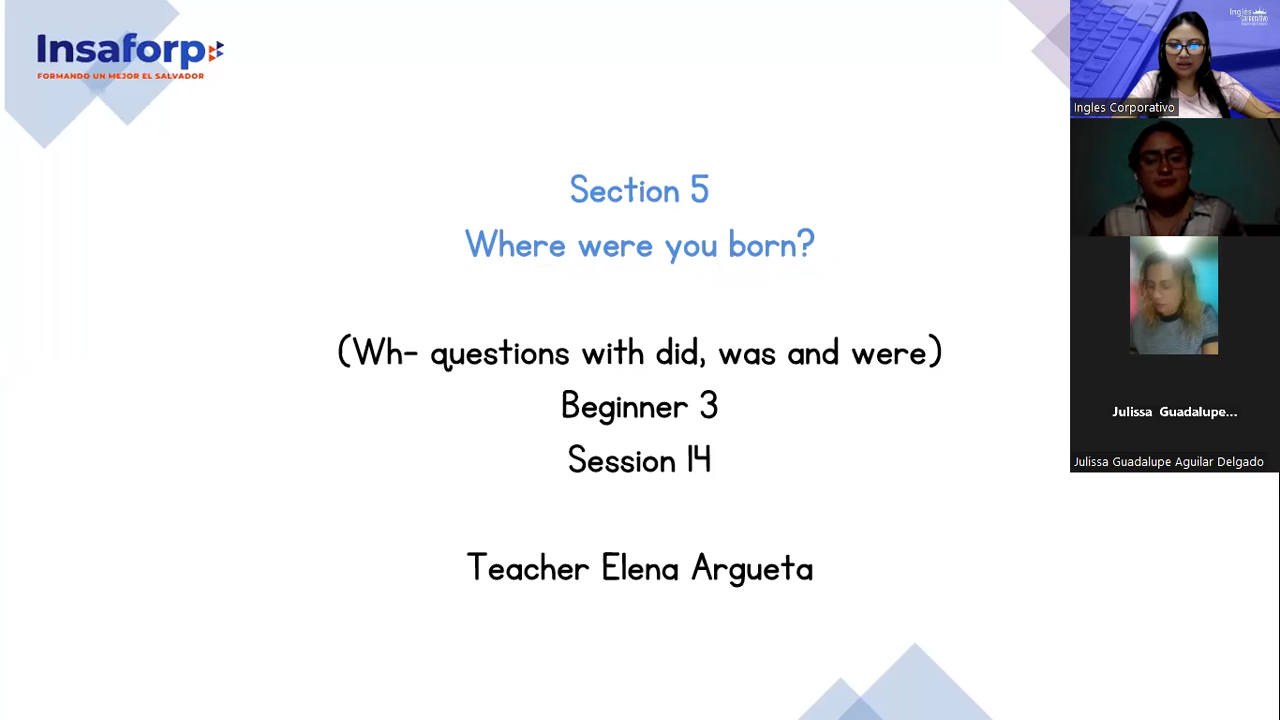 Insaforp
FORMANDO UN MEJOR EL SALVADOR
Section 5
Where were you born?
(Wh- questions with did, was and were)
Beginner 3
Session 14
Teacher Elena Argueta
Ingles Corporativo
Julissa Guadalupe...
Julissa Guadalupe Aguilar Delgado